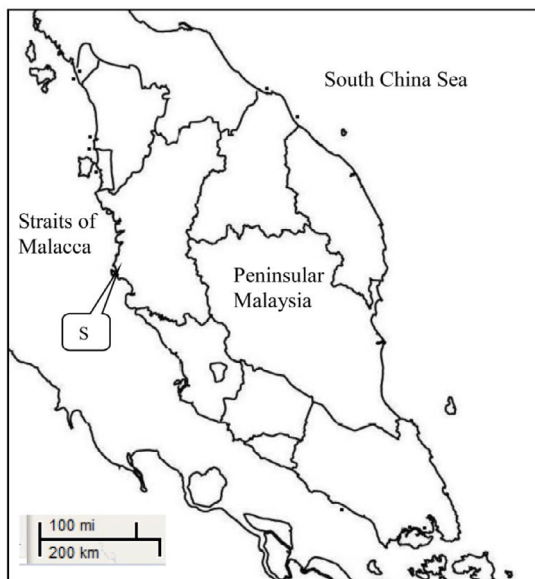 South China Sea
Straits of
Malacca
Peninsular
Malaysia
S
100 mi
200 km